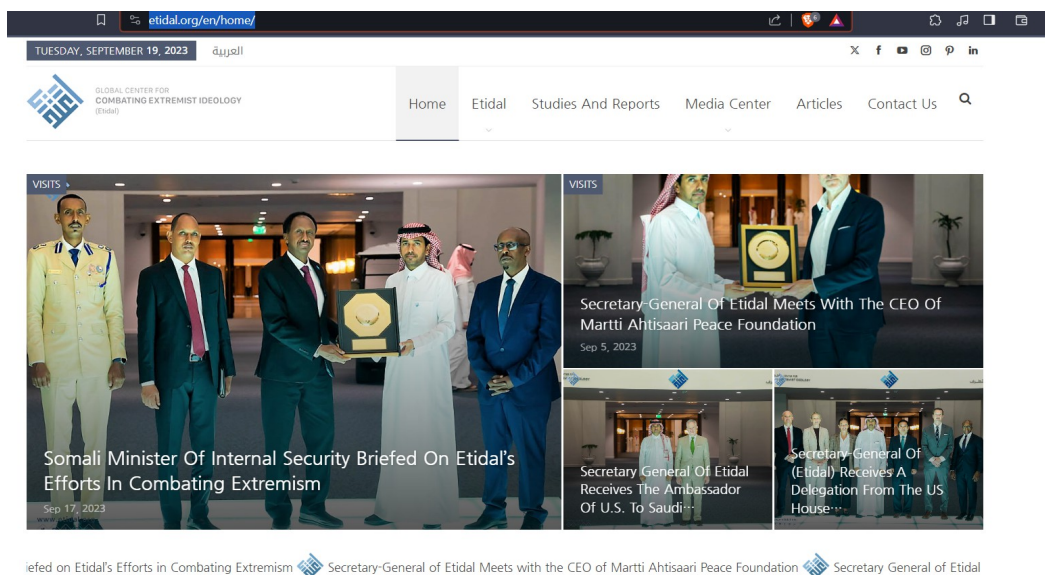 etidal.org/en/home/
TUESDAY, SEPTEMBER 19, 2023
العربية
GLOBAL CENTER FOR
COMBATING EXTREMIST IDEOLOGY
(Etidal)
Home
Etidal
Studies And Reports
Media Center
Articles
Contact Us
VISITS
Somali Minister Of Internal Security Briefed On Etidal's
Efforts In Combating Extremism
Sep 17, 2023
VISITS
Secretary-General Of Etidal Meets With The CEO Of
Martti Ahtisaari Peace Foundation
Sep 5, 2023
Secretary General Of Etidal
Receives The Ambassador
Of U.S. To Saudi...
Secretary-General Of
(Etidal) Receives A
Delegation From The US
House...
iefed on Etidal's Efforts in Combating Extremism Secretary-General of Etidal Meets with the CEO of Martti Ahtisaari Peace Foundation Secretary General of Etidal